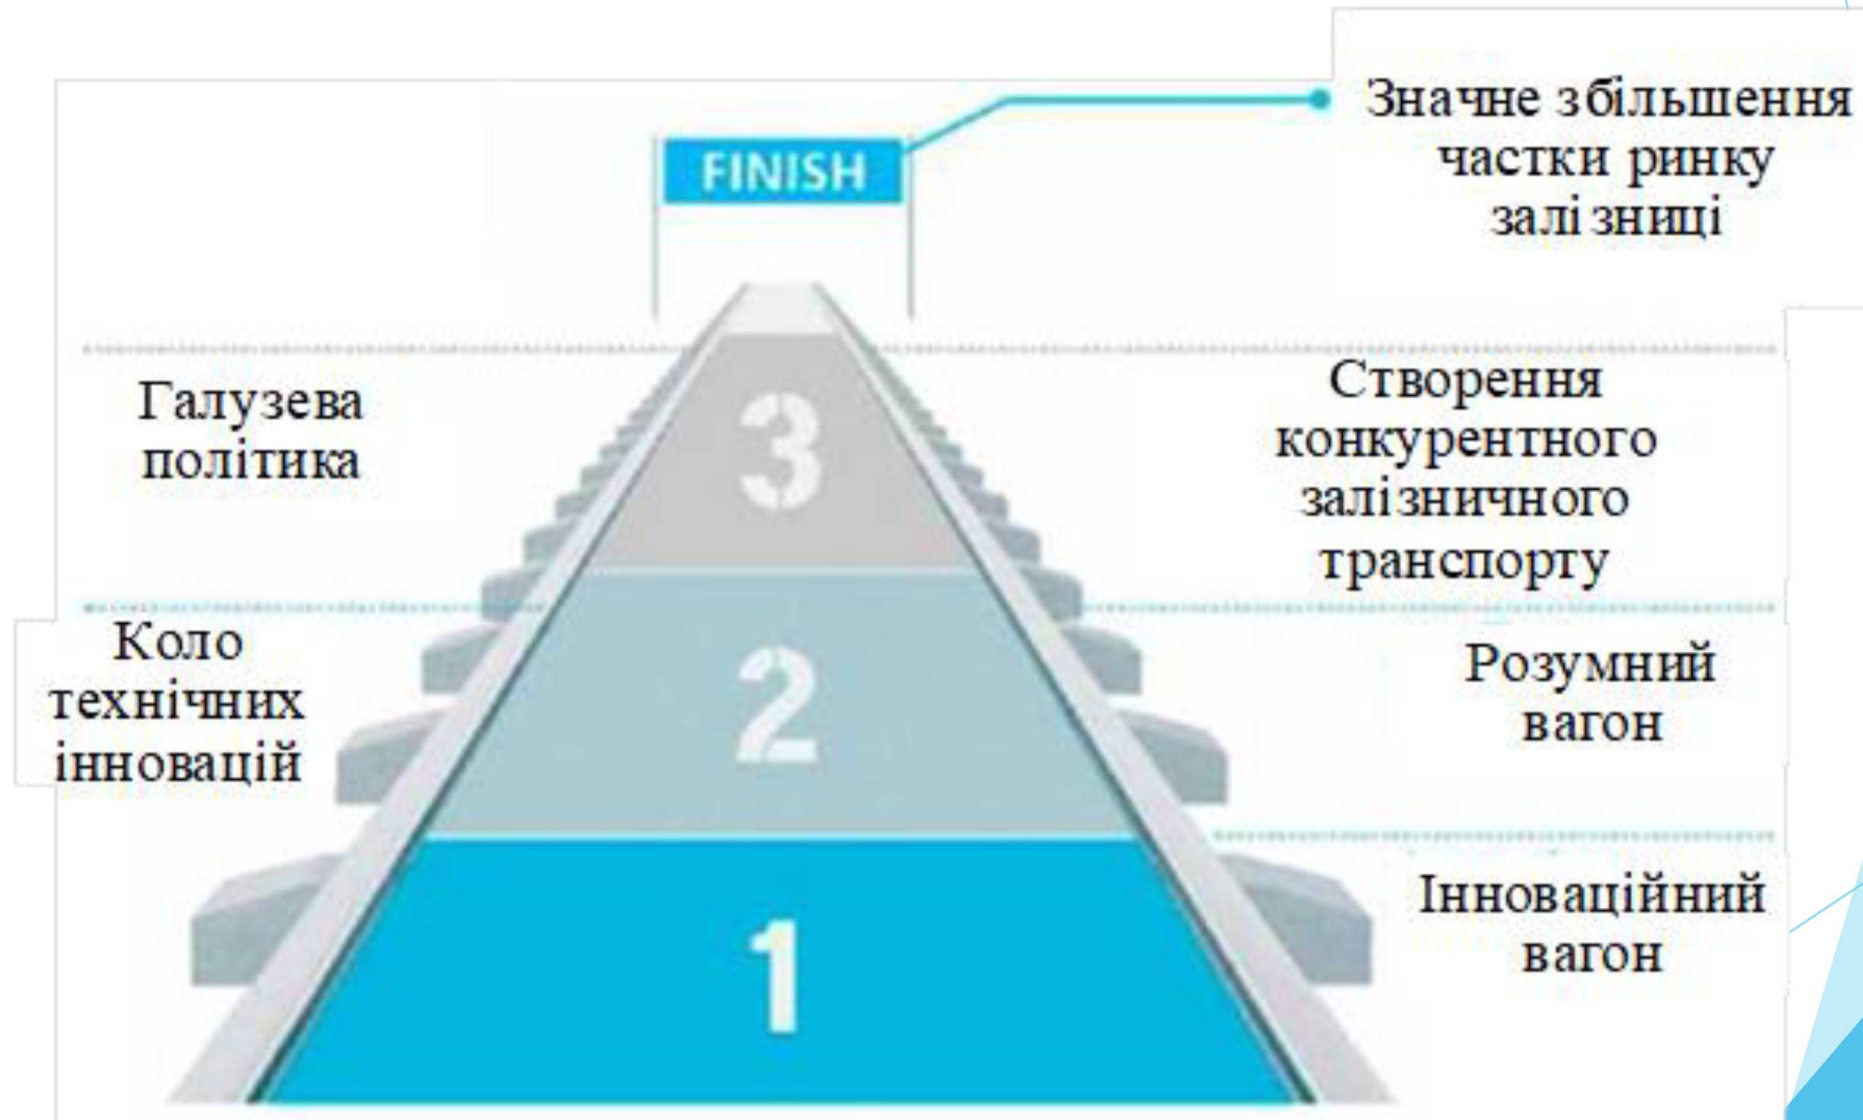 Значне збільшення
частки ринку
залізниці
FINISH
Галузева
політика
3
Створення
конкурентного
залізничного
транспорту
Коло
технічних
інновацій
2
Розумний
вагон
1
Інноваційний
вагон